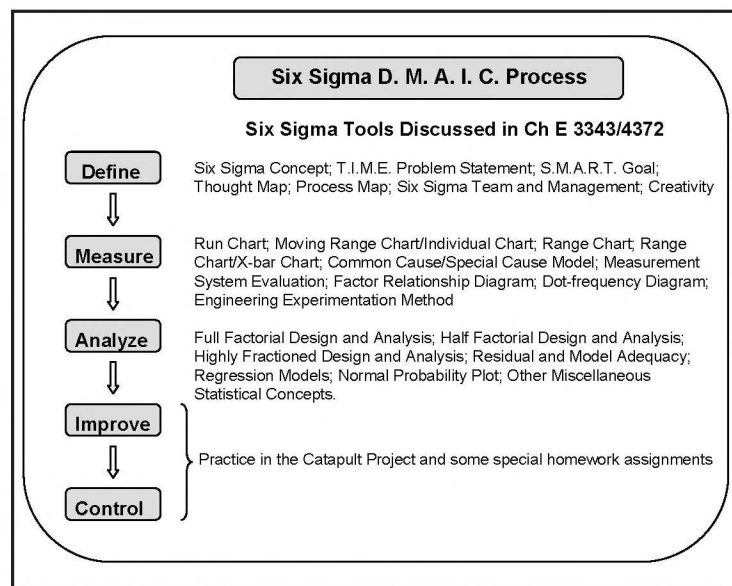 Six Sigma D. M. A. I. C. Process
Six Sigma Tools Discussed in Ch E 3343/4372
Define
Six Sigma Concept; T.I.M.E. Problem Statement; S.M.A.R.T. Goal;
Thought Map; Process Map; Six Sigma Team and Management; Creativity
Measure
Run Chart; Moving Range Chart/Individual Chart; Range Chart; Range
Chart/X-bar Chart; Common Cause/Special Cause Model; Measurement
System Evaluation; Factor Relationship Diagram; Dot-frequency Diagram;
Engineering Experimentation Method
Analyze
Full Factorial Design and Analysis; Half Factorial Design and Analysis;
Highly Fractioned Design and Analysis; Residual and Model Adequacy;
Regression Models; Normal Probability Plot; Other Miscellaneous
Statistical Concepts.
Improve
Practice in the Catapult Project and some special homework assignments
Control